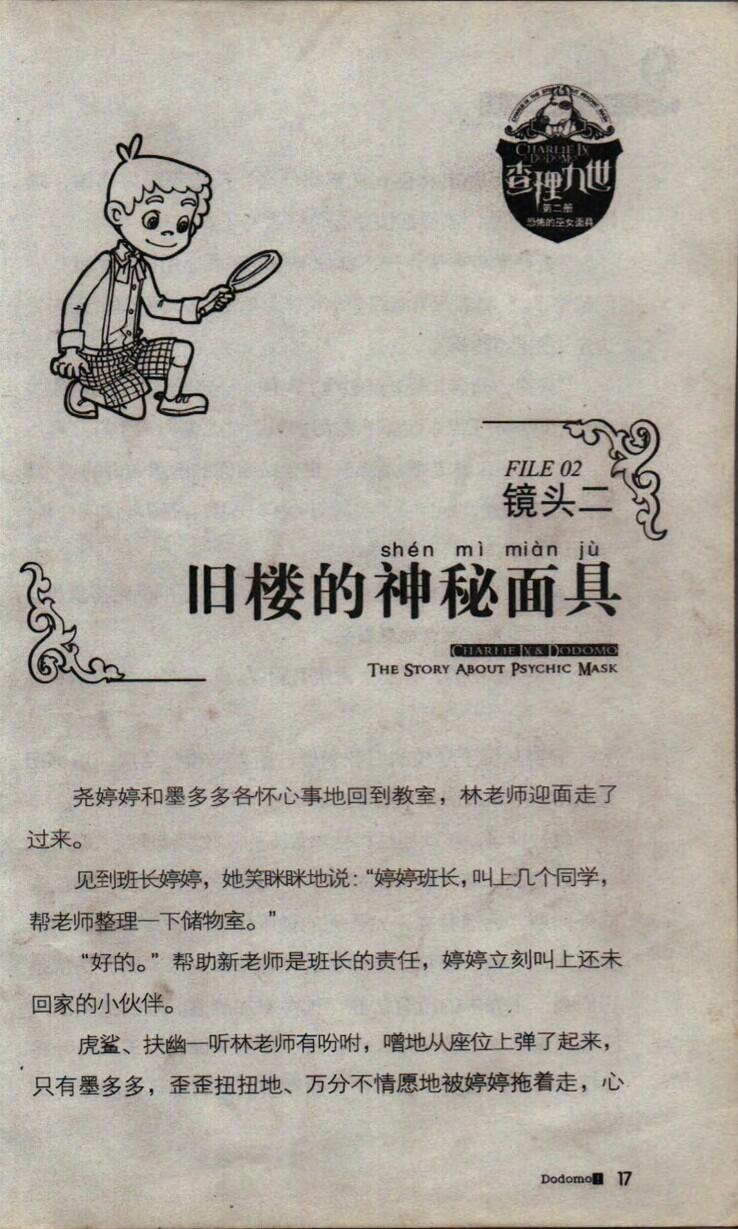 CHARLIE IX
& DODOMO
查理九世
第二册
恐怖的巫女面具
FILE 02
镜头二
shén mì miàn jù
旧楼的神秘面具
CHARLIE IX & DODOMO
THE STORY ABOUT PSYCHIC MASK
尧婷婷和墨多多各怀心事地回到教室，林老师迎面走了
过来。
见到班长婷婷，她笑眯眯地说：“婷婷班长，叫上几个同学，
帮老师整理一下储物室。”
“好的。”帮助新老师是班长的责任，婷婷立刻叫上还未
回家的小伙伴。
虎鲨、扶幽一听林老师有吩咐，噌地从座位上弹了起来，
只有墨多多，歪歪扭扭地、万分不情愿地被婷婷拖着走，心
Dodomo! 17